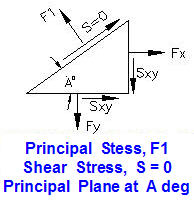 F1
S=0
Fx
A°
Sxy
Sxy
Fy
Principal Stess, F1
Shear Stress, S = 0
Principal Plane at A deg